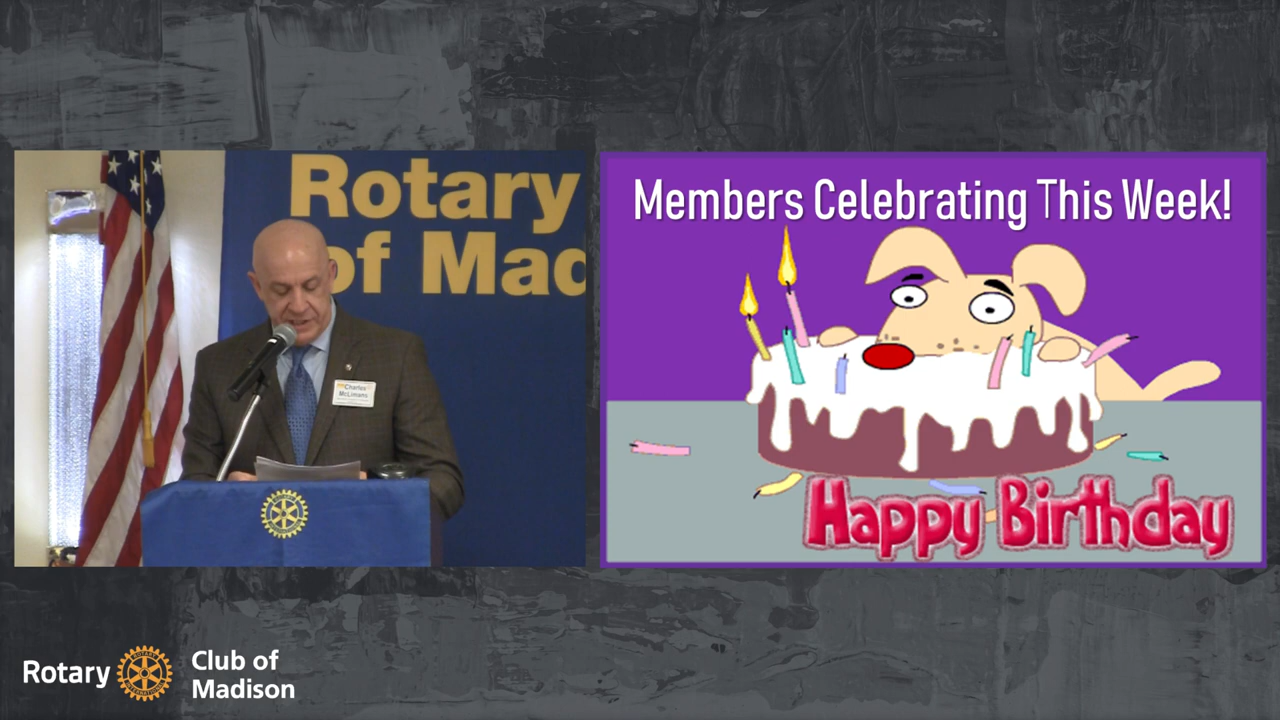 Rotary
of Mad
Charles
McLimans
Members Celebrating This Week!
Happy Birthday
Rotary
Club of
Madison